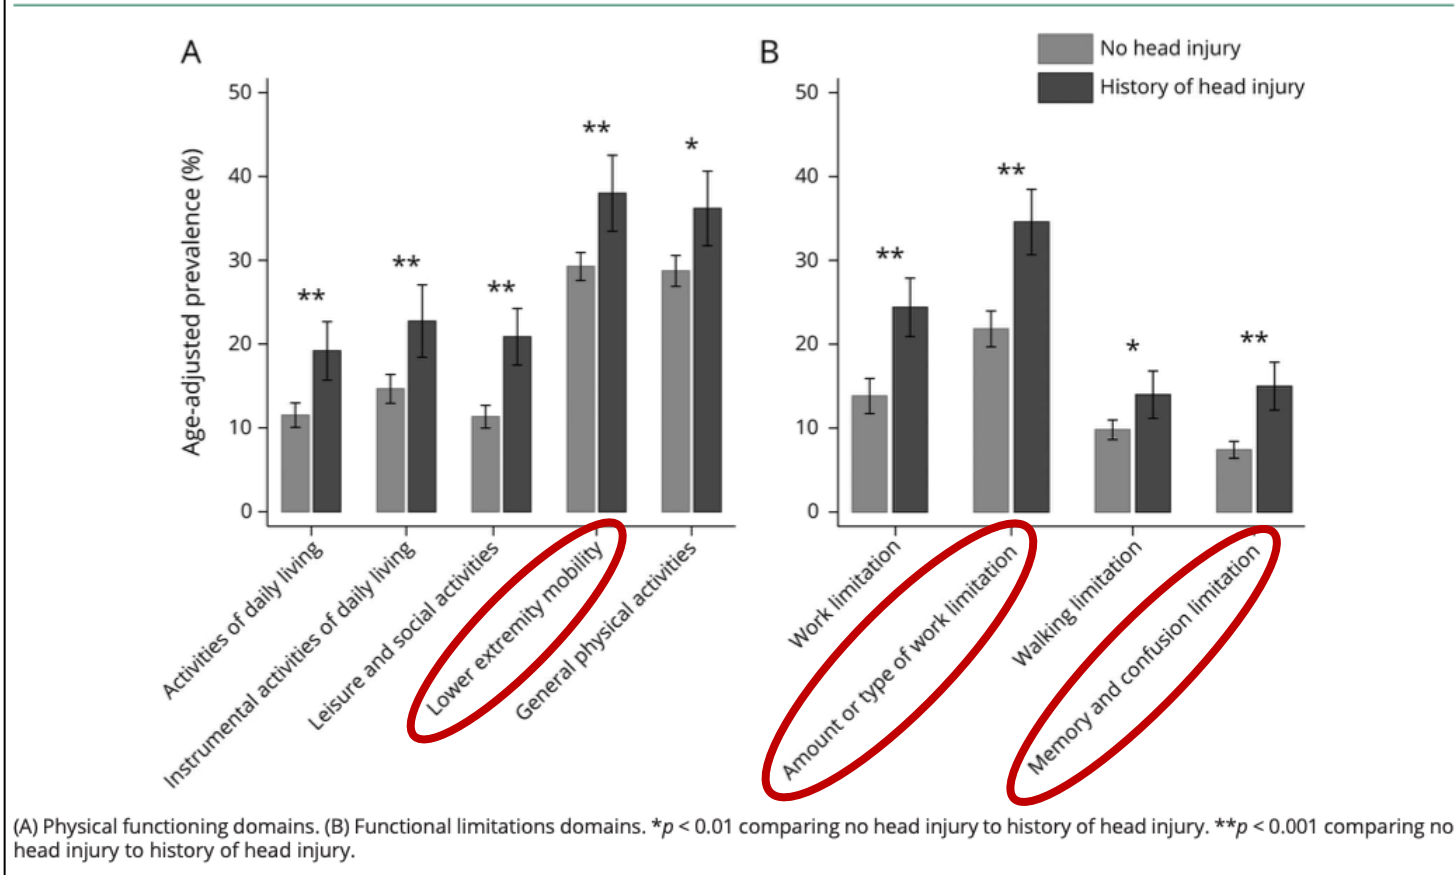 A
B
No head injury
History of head injury
Age-adjusted prevalence (%)
50
40
30
20
10
0
**
**
**
**
*
Activities of daily living
Instrumental activities of daily living
Leisure and social activities
Lower extremity mobility
General physical activities
50
40
30
20
10
0
**
**
*
**
Work limitation
Amount or type of work limitation
Walking limitation
Memory and confusion limitation
(A) Physical functioning domains. (B) Functional limitations domains. *p < 0.01 comparing no head injury to history of head injury. **p < 0.001 comparing no
head injury to history of head injury.